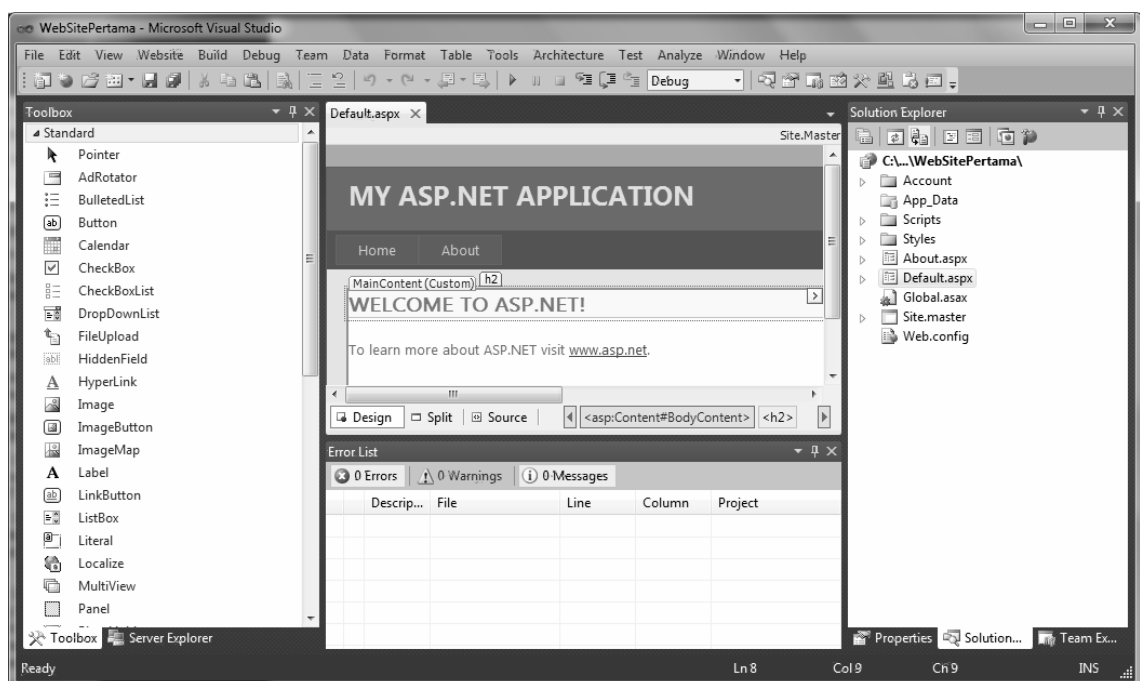 WebSitePertama - Microsoft Visual Studio
File Edit View Website Build Debug Team Data Format Table Tools Architecture Test Analyze Window Help
Debug
Toolbox
Standard
Pointer
AdRotator
BulletedList
Button
Calendar
CheckBox
CheckBoxList
DropDownList
FileUpload
HiddenField
HyperLink
Image
ImageButton
ImageMap
Label
LinkButton
ListBox
Literal
Localize
MultiView
Panel
Toolbox Server Explorer
Default.aspx
Site.Master
MY ASP.NET APPLICATION
Home About
MainContent (Custom) h2
WELCOME TO ASP.NET!
To learn more about ASP.NET visit www.asp.net.
Design Split Source <asp:Content#BodyContent> <h2>
Error List
0 Errors 0 Warnings 0 Messages
Descrip... File Line Column Project
Solution Explorer
C:\...\WebSitePertama\
Account
App_Data
Scripts
Styles
About.aspx
Default.aspx
Global.asax
Site.master
Web.config
Properties Solution... Team Ex...
Ready Ln 8 Col 9 Ch 9 INS